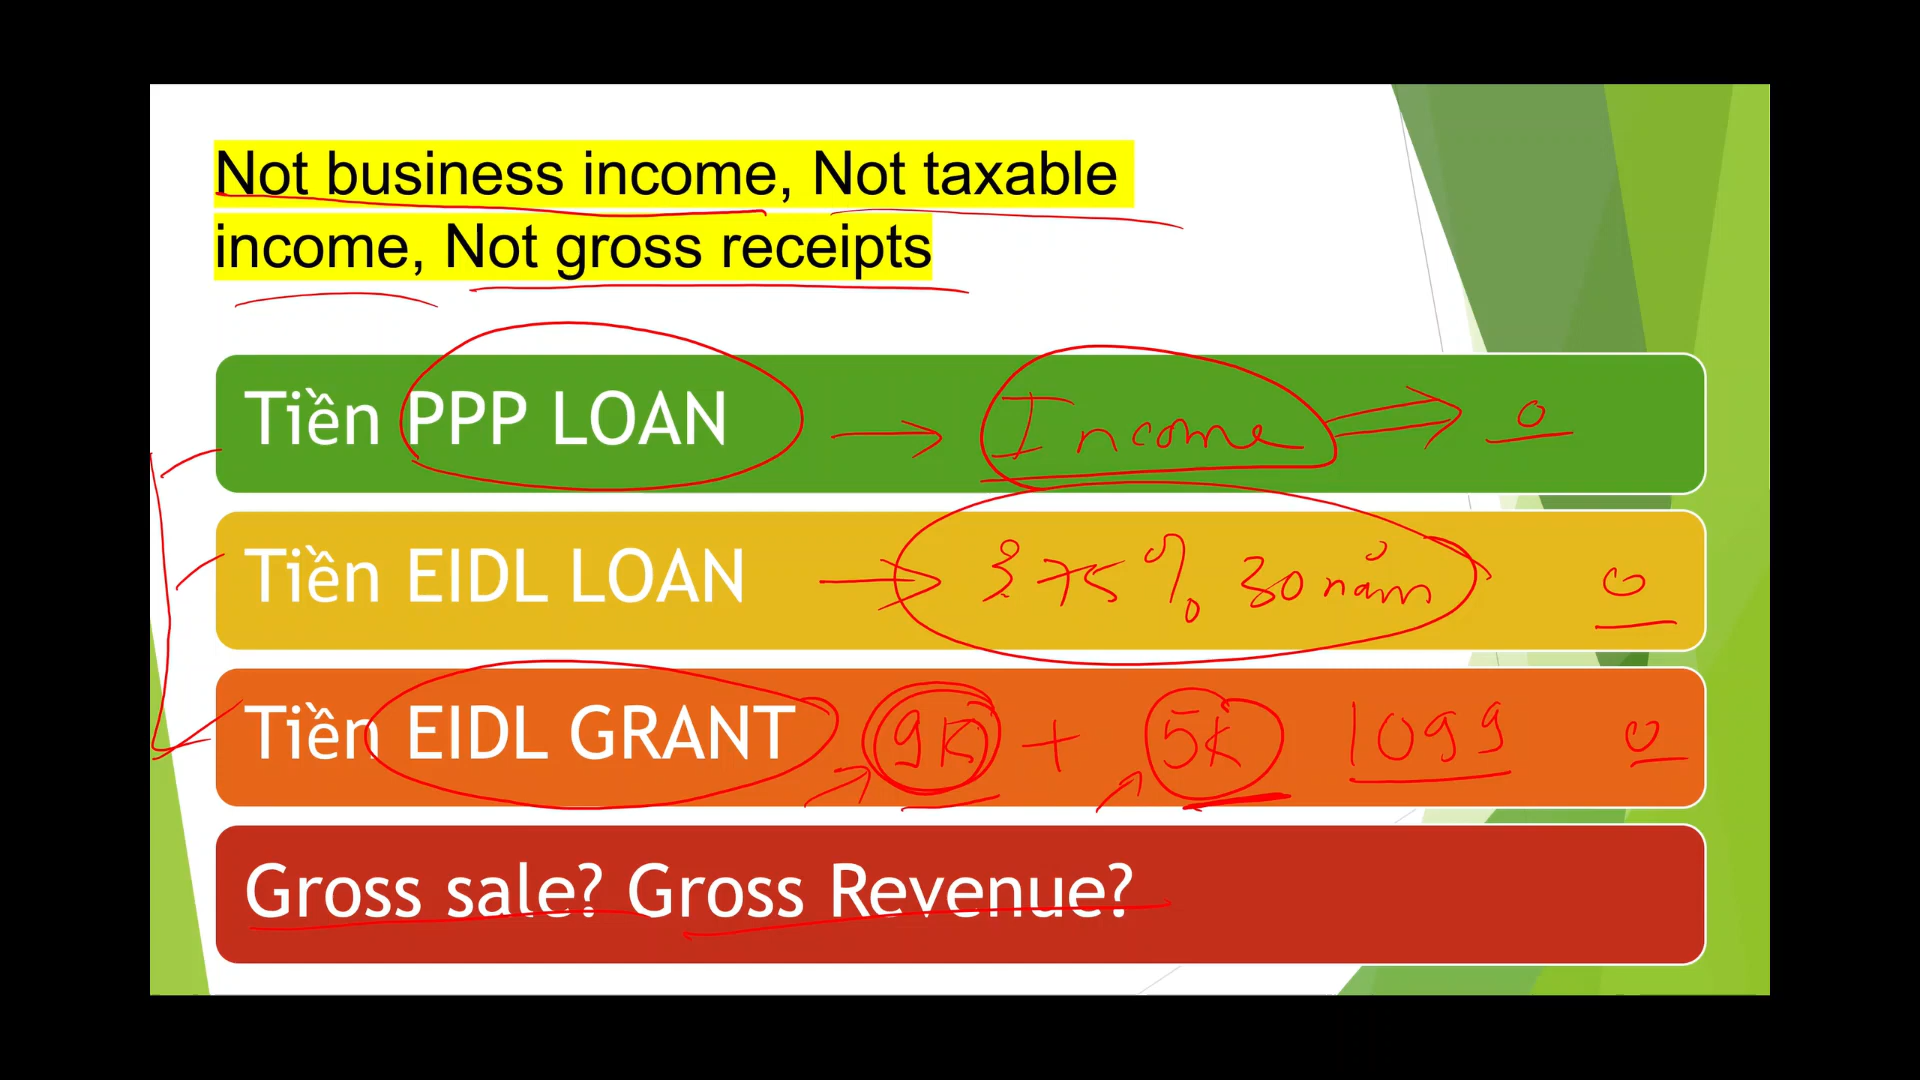 Not business income, Not taxable
income, Not gross receipts
Tiền PPP LOAN → Income ⇒ 0
Tiền EIDL LOAN → 3.75% 30 năm 0
Tiền EIDL GRANT 9K + 5K 1099 0
Gross sale? Gross Revenue?